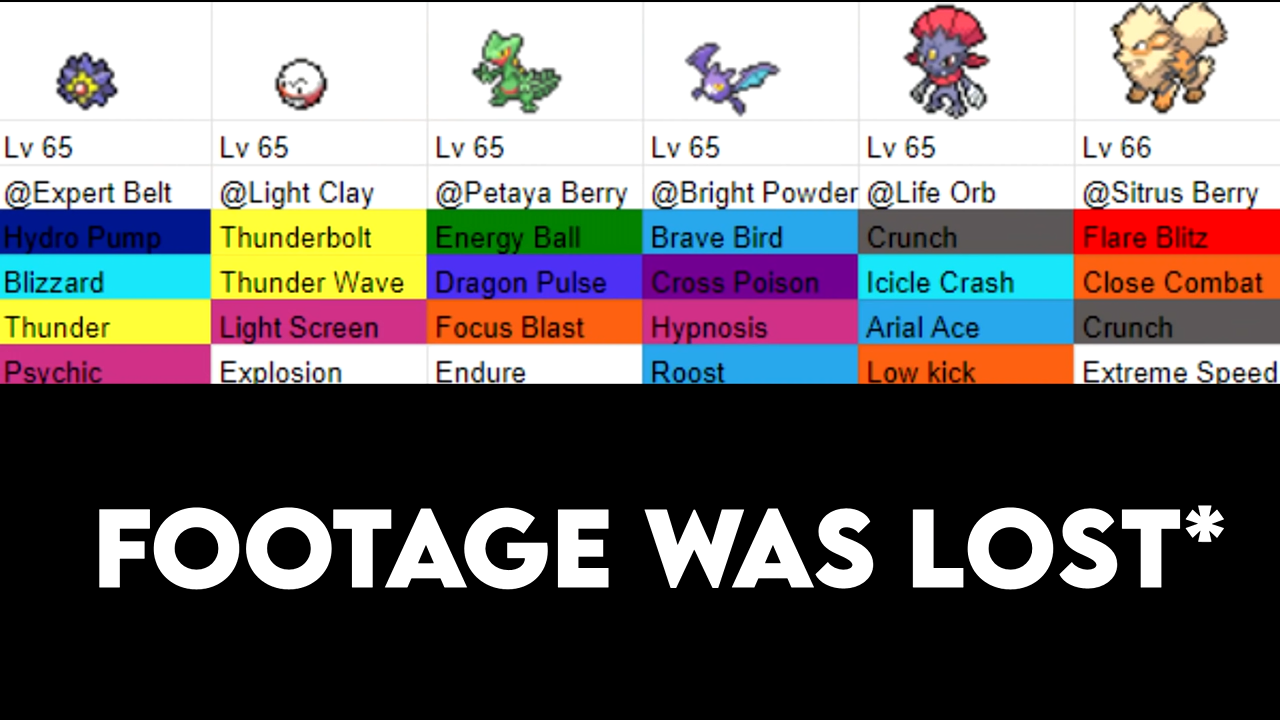 Lv 65 Lv 65 Lv 65 Lv 65 Lv 65 Lv 66
@Expert Belt @Light Clay @Petaya Berry @Bright Powder @Life Orb @Sitrus Berry
Hydro Pump Thunderbolt Energy Ball Brave Bird Crunch Flare Blitz
Blizzard Thunder Wave Dragon Pulse Cross Poison Icicle Crash Close Combat
Thunder Light Screen Focus Blast Hypnosis Arial Ace Crunch
Psychic Explosion Endure Roost Low kick Extreme Speed
FOOTAGE WAS LOST*